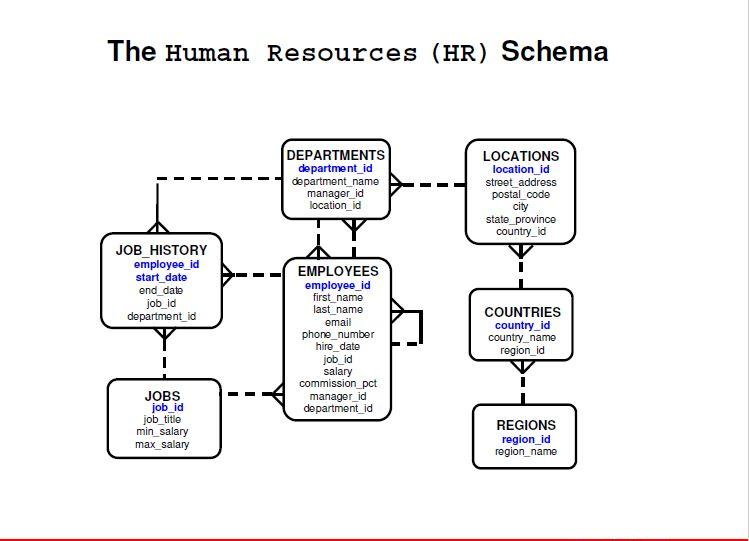 The Human Resources (HR) Schema
DEPARTMENTS
department_id
department_name
manager_id
location_id
LOCATIONS
location_id
street_address
postal_code
city
state_province
country_id
JOB_HISTORY
employee_id
start_date
end_date
job_id
department_id
EMPLOYEES
employee_id
first_name
last_name
email
phone_number
hire_date
job_id
salary
commission_pct
manager_id
department_id
COUNTRIES
country_id
country_name
region_id
JOBS
job_id
job_title
min_salary
max_salary
REGIONS
region_id
region_name